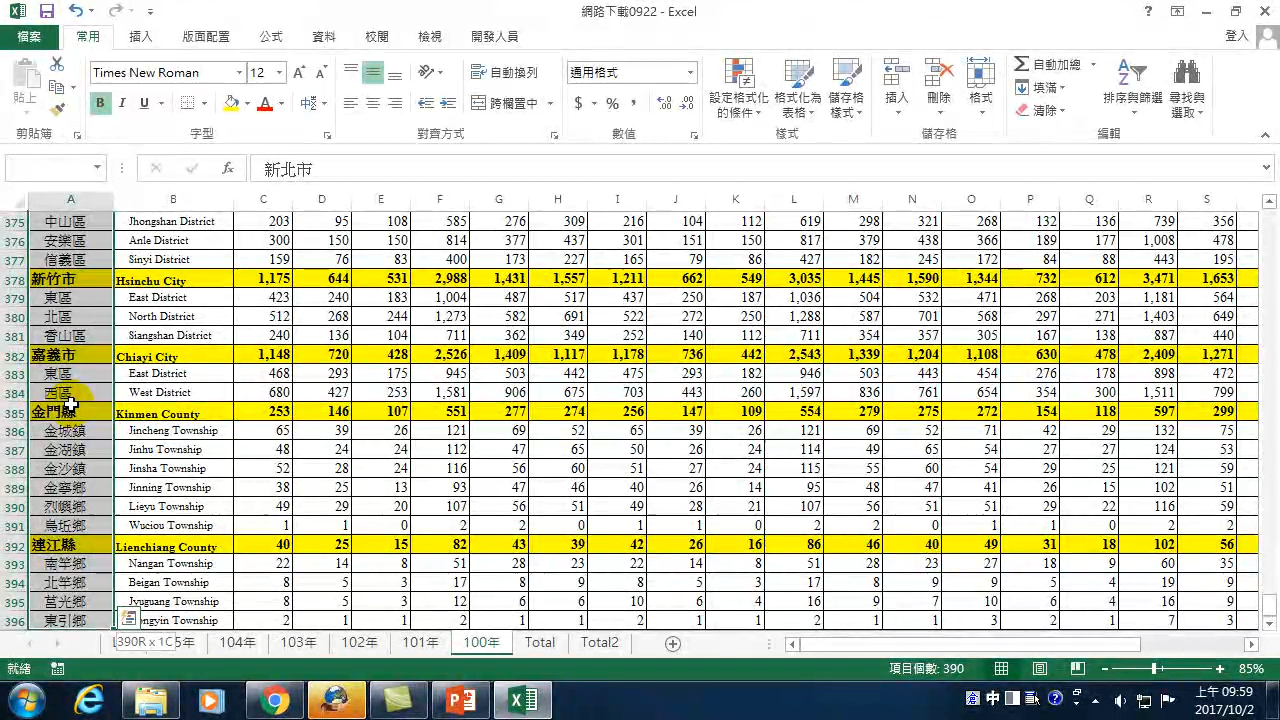 網路下載0922 - Excel
檔案 常用 插入 版面配置 公式 資料 校閱 檢視 開發人員 登入
貼上 Times New Roman 12 自動換列 通用格式 設定格式化的條件 格式化為表格 儲存格樣式 插入 刪除 格式 自動加總 填滿 清除 排序與篩選 尋找與選取
B I U A 中 跨欄置中 $ % ,
剪貼簿 字型 對齊方式 數值 樣式 儲存格 編輯
fx 新北市
A B C D E F G H I J K L M N O P Q R S
375 中山區 Jhongshan District 203 95 108 585 276 309 216 104 112 619 298 321 268 132 136 739 356
376 安樂區 Anle District 300 150 150 814 377 437 301 151 150 817 379 438 366 189 177 1,008 478
377 信義區 Sinyi District 159 76 83 400 173 227 165 79 86 427 182 245 172 84 88 443 195
378 新竹市 Hsinchu City 1,175 644 531 2,988 1,431 1,557 1,211 662 549 3,035 1,445 1,590 1,344 732 612 3,471 1,653
379 東區 East District 423 240 183 1,004 487 517 437 250 187 1,036 504 532 471 268 203 1,181 564
380 北區 North District 512 268 244 1,273 582 691 522 272 250 1,288 587 701 568 297 271 1,403 649
381 香山區 Siangshan District 240 136 104 711 362 349 252 140 112 711 354 357 305 167 138 887 440
382 嘉義市 Chiayi City 1,148 720 428 2,526 1,409 1,117 1,178 736 442 2,543 1,339 1,204 1,108 630 478 2,409 1,271
383 東區 East District 468 293 175 945 503 442 475 293 182 946 503 443 454 276 178 898 472
384 西區 West District 680 427 253 1,581 906 675 703 443 260 1,597 836 761 654 354 300 1,511 799
385 金門縣 Kinmen County 253 146 107 551 277 274 256 147 109 554 279 275 272 154 118 597 299
386 金城鎮 Jincheng Township 65 39 26 121 69 52 65 39 26 121 69 52 71 42 29 132 75
387 金湖鎮 Jinhu Township 48 24 24 112 47 65 50 26 24 114 49 65 54 27 27 124 53
388 金沙鎮 Jinsha Township 52 28 24 116 56 60 51 27 24 115 55 60 54 29 25 121 59
389 金寧鄉 Jinning Township 38 25 13 93 47 46 40 26 14 95 48 47 41 26 15 102 51
390 烈嶼鄉 Lieyu Township 49 29 20 107 56 51 49 28 21 107 56 51 51 29 22 116 59
391 烏坵鄉 Wuciou Township 1 1 0 2 2 0 1 1 0 2 2 0 1 1 0 2 2
392 連江縣 Lienchiang County 40 25 15 82 43 39 42 26 16 86 46 40 49 31 18 102 56
393 南竿鄉 Nangan Township 22 14 8 51 28 23 22 14 8 51 28 23 27 18 9 60 35
394 北竿鄉 Beigan Township 8 5 3 17 8 9 8 5 3 17 8 9 9 5 4 19 9
395 莒光鄉 Jyuguang Township 8 5 3 12 6 6 10 6 4 16 9 7 10 6 4 16 9
396 東引鄉 ngyin Township 2 1 1 2 1 1 2 1 1 2 1 1 3 2 1 7 3
390R x 1C 5年 104年 103年 102年 101年 100年 Total Total2
就緒 項目個數: 390 85%
中 上午 09:59
2017/10/2